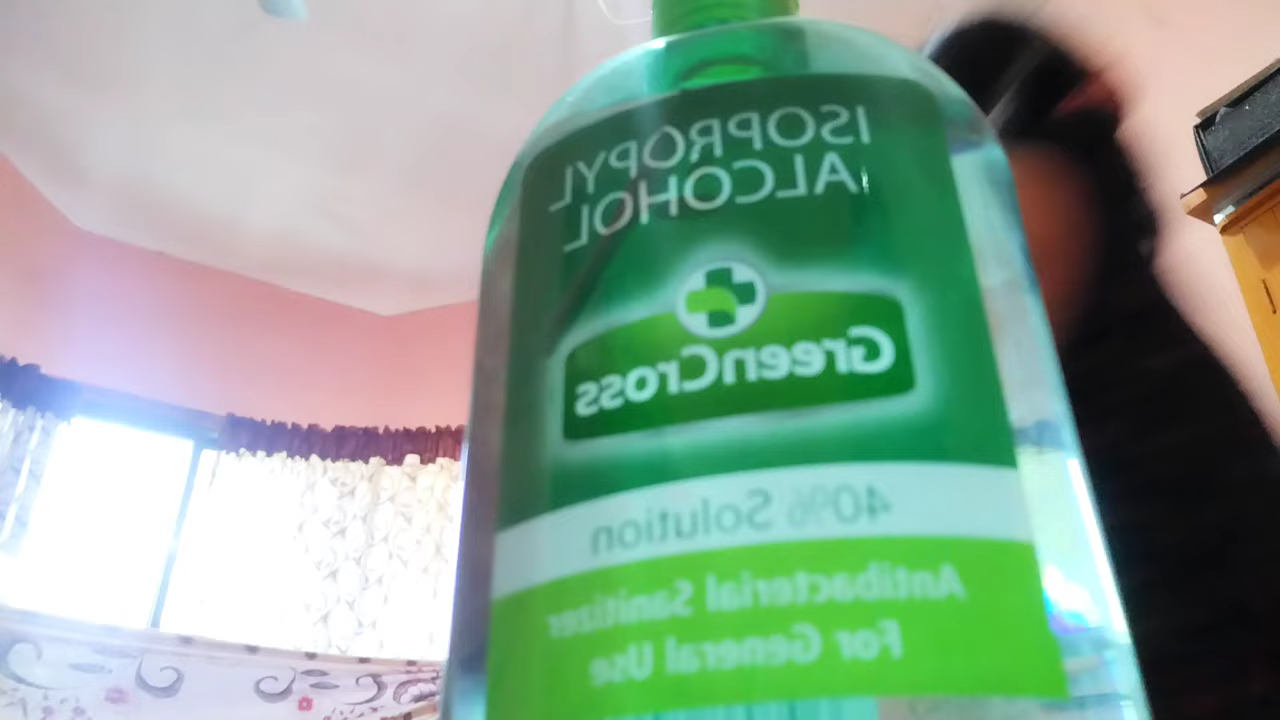 ISOPROPYL
ALCOHOL
GreenCross
40% Solution
Antibacterial Sanitizer
For General Use